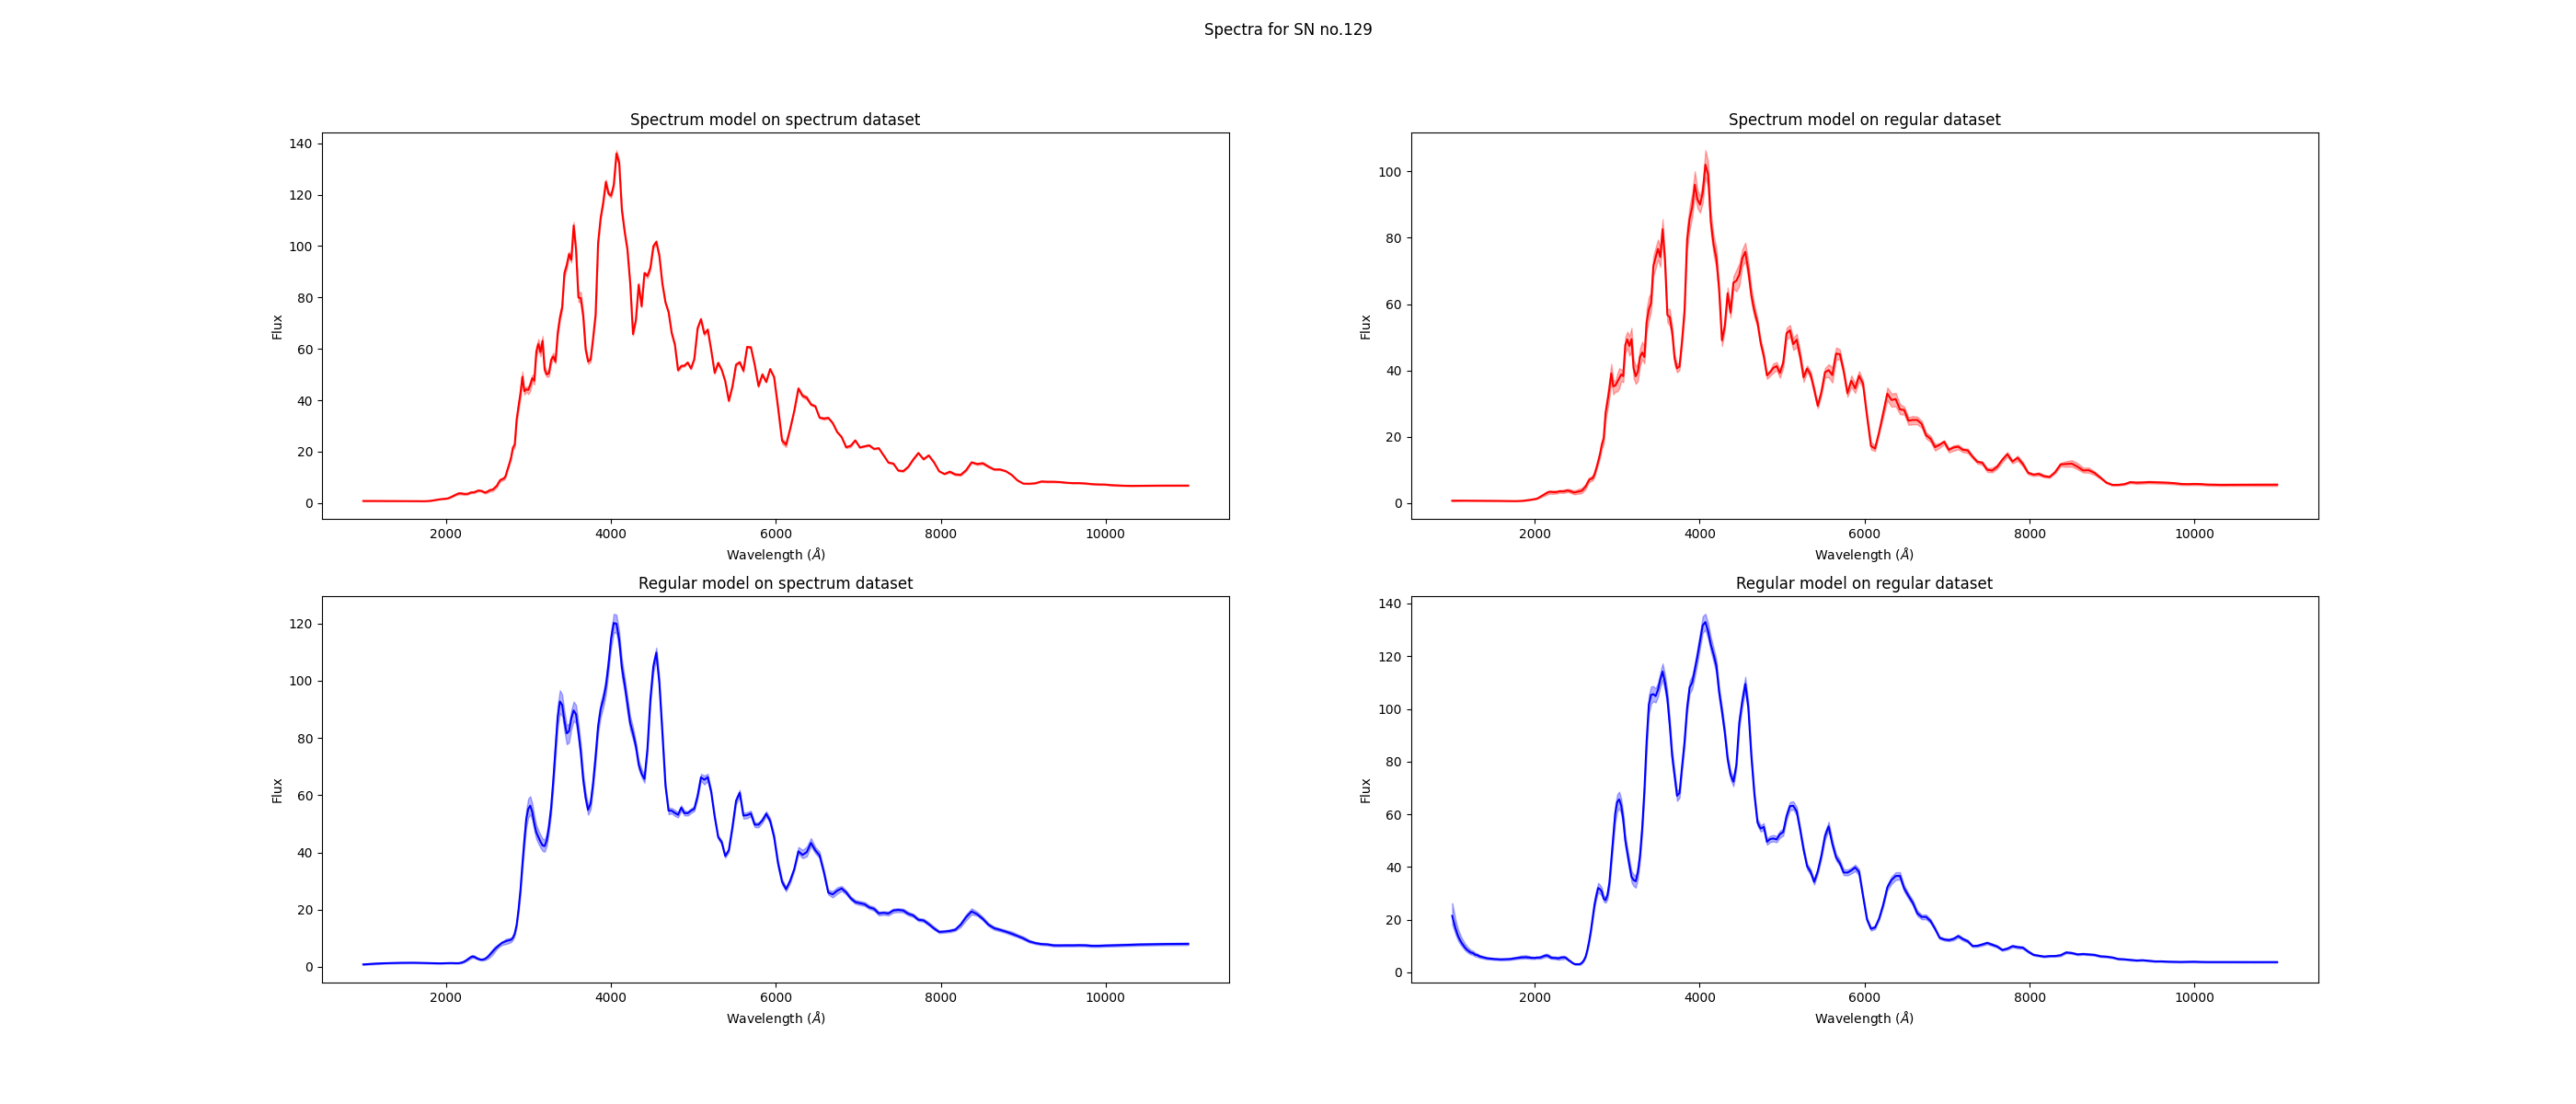 Spectra for SN no.129
Spectrum model on spectrum dataset
140
120
100
80
60
40
20
0
Flux
2000 4000 6000 8000 10000
Wavelength (Å)
Spectrum model on regular dataset
100
80
60
40
20
0
Flux
2000 4000 6000 8000 10000
Wavelength (Å)
Regular model on spectrum dataset
120
100
80
60
40
20
0
Flux
2000 4000 6000 8000 10000
Wavelength (Å)
Regular model on regular dataset
140
120
100
80
60
40
20
0
Flux
2000 4000 6000 8000 10000
Wavelength (Å)